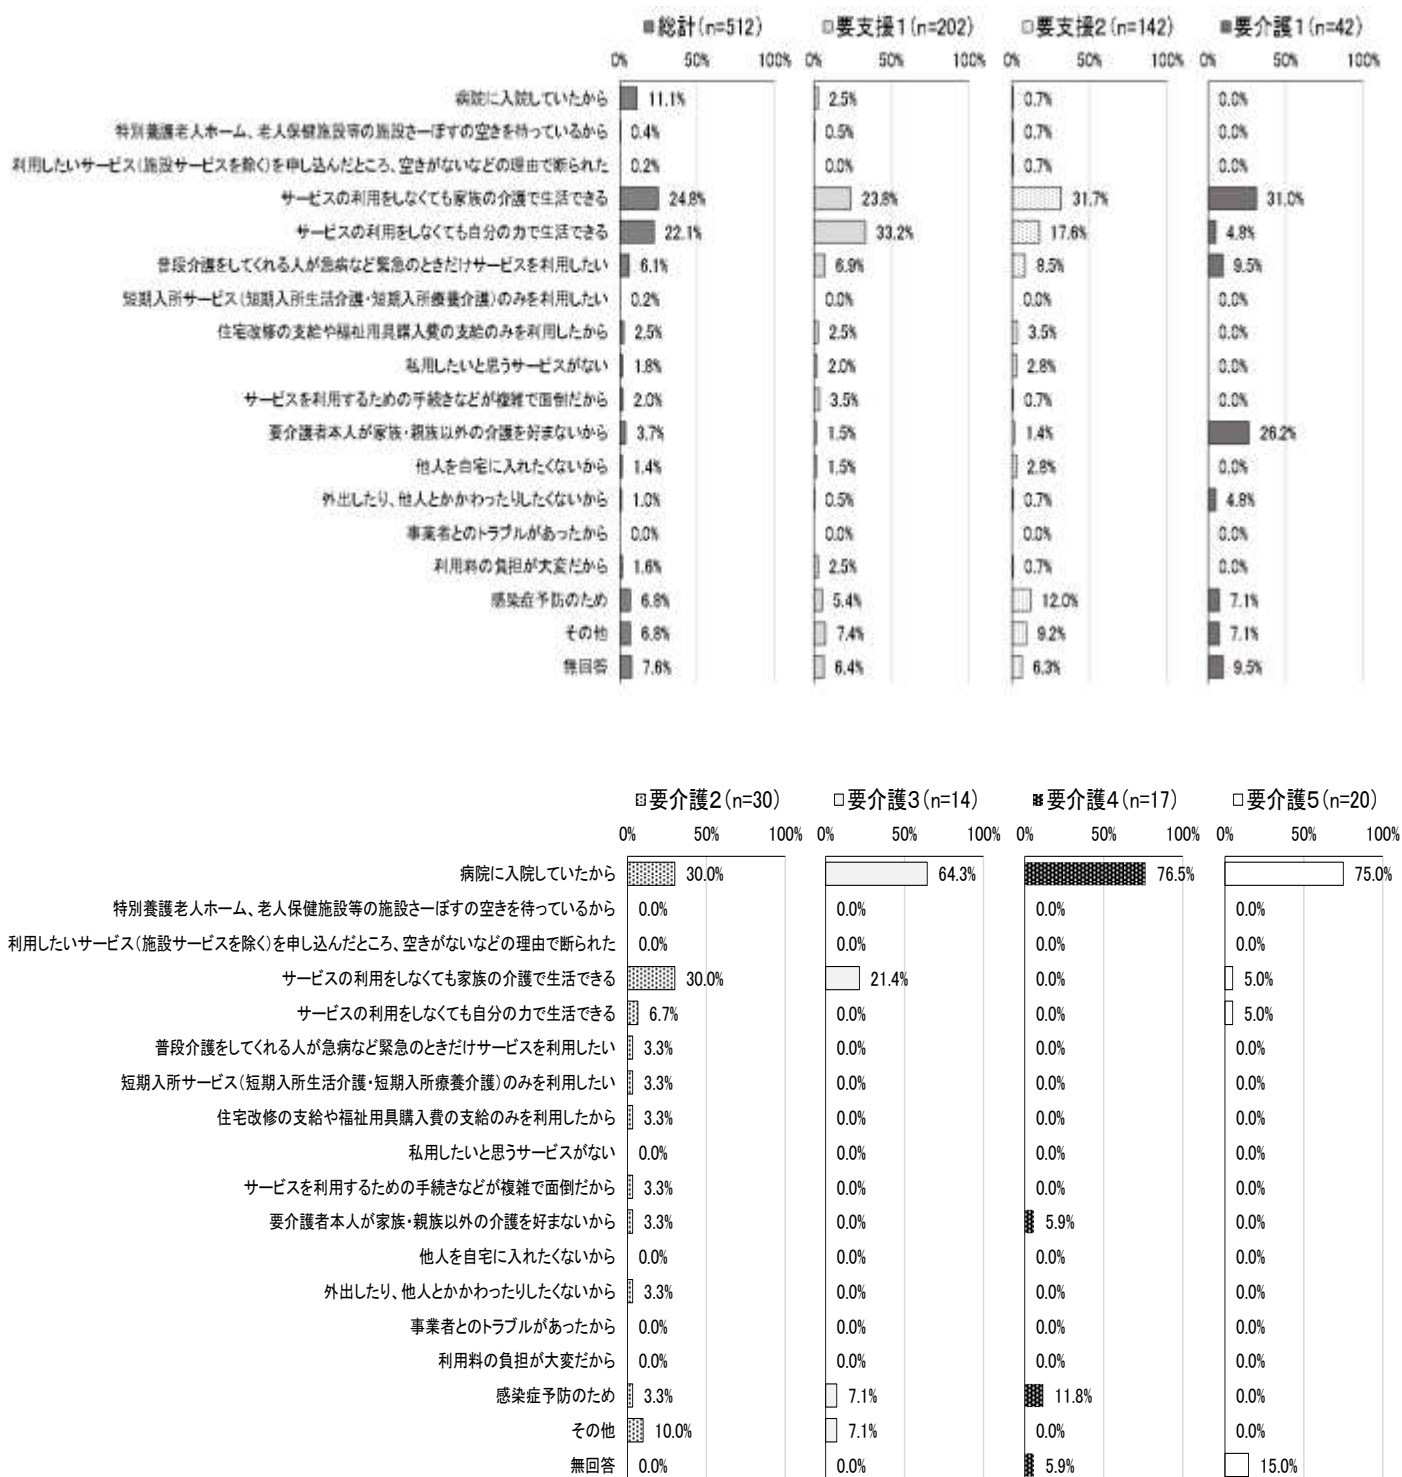 総計(n=512) 要支援1(n=202) 要支援2(n=142) 要介護1(n=42)
0% 50% 100% 0% 50% 100% 0% 50% 100% 0% 50% 100%
病院に入院していたから 11.1% 2.5% 0.7% 0.0%
特別養護老人ホーム、老人保健施設等の施設さーぼすの空きを待っているから 0.4% 0.5% 0.7% 0.0%
利用したいサービス(施設サービスを除く)を申し込んだところ、空きがないなどの理由で断られた 0.2% 0.0% 0.7% 0.0%
サービスの利用をしなくても家族の介護で生活できる 24.8% 23.8% 31.7% 31.0%
サービスの利用をしなくても自分の力で生活できる 22.1% 33.2% 17.6% 4.8%
普段介護をしてくれる人が急病など緊急のときだけサービスを利用したい 6.1% 6.9% 8.5% 9.5%
短期入所サービス(短期入所生活介護・短期入所療養介護)のみを利用したい 0.2% 0.0% 0.0% 0.0%
住宅改修の支給や福祉用具購入費の支給のみを利用したから 2.5% 2.5% 3.5% 0.0%
私用したいと思うサービスがない 1.8% 2.0% 2.8% 0.0%
サービスを利用するための手続きなどが複雑で面倒だから 2.0% 3.5% 0.7% 0.0%
要介護者本人が家族・親族以外の介護を好まないから 3.7% 1.5% 1.4% 26.2%
他人を自宅に入れたくないから 1.4% 1.5% 2.8% 0.0%
外出したり、他人とかかわったりしたくないから 1.0% 0.5% 0.7% 4.8%
事業者とのトラブルがあったから 0.0% 0.0% 0.0% 0.0%
利用料の負担が大変だから 1.6% 2.5% 0.7% 0.0%
感染症予防のため 6.8% 5.4% 12.0% 7.1%
その他 6.8% 7.4% 9.2% 7.1%
無回答 7.6% 6.4% 6.3% 9.5%
要介護2(n=30) 要介護3(n=14) 要介護4(n=17) 要介護5(n=20)
0% 50% 100% 0% 50% 100% 0% 50% 100% 0% 50% 100%
病院に入院していたから 30.0% 64.3% 76.5% 75.0%
特別養護老人ホーム、老人保健施設等の施設さーぼすの空きを待っているから 0.0% 0.0% 0.0% 0.0%
利用したいサービス(施設サービスを除く)を申し込んだところ、空きがないなどの理由で断られた 0.0% 0.0% 0.0% 0.0%
サービスの利用をしなくても家族の介護で生活できる 30.0% 21.4% 0.0% 5.0%
サービスの利用をしなくても自分の力で生活できる 6.7% 0.0% 0.0% 5.0%
普段介護をしてくれる人が急病など緊急のときだけサービスを利用したい 3.3% 0.0% 0.0% 0.0%
短期入所サービス(短期入所生活介護・短期入所療養介護)のみを利用したい 3.3% 0.0% 0.0% 0.0%
住宅改修の支給や福祉用具購入費の支給のみを利用したから 3.3% 0.0% 0.0% 0.0%
私用したいと思うサービスがない 0.0% 0.0% 0.0% 0.0%
サービスを利用するための手続きなどが複雑で面倒だから 3.3% 0.0% 0.0% 0.0%
要介護者本人が家族・親族以外の介護を好まないから 3.3% 0.0% 5.9% 0.0%
他人を自宅に入れたくないから 0.0% 0.0% 0.0% 0.0%
外出したり、他人とかかわったりしたくないから 3.3% 0.0% 0.0% 0.0%
事業者とのトラブルがあったから 0.0% 0.0% 0.0% 0.0%
利用料の負担が大変だから 0.0% 0.0% 0.0% 0.0%
感染症予防のため 3.3% 7.1% 11.8% 0.0%
その他 10.0% 7.1% 0.0% 0.0%
無回答 0.0% 0.0% 5.9% 15.0%